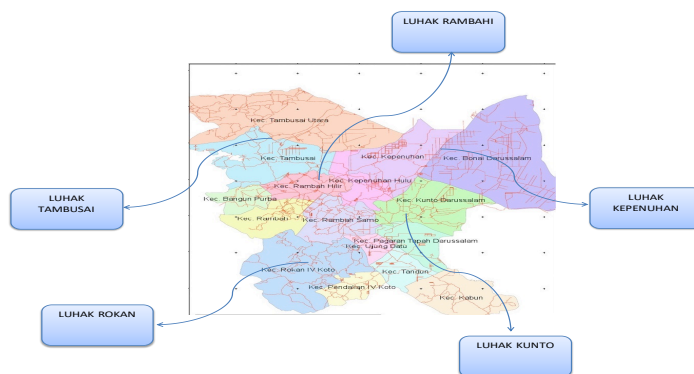 LUHAK RAMBAHI
Kec. Tambusai Utara
Kec. Tambusai
Kec. Kepenuhan
Kec. Bonai Darussalam
Kec. Kepenuhan Hulu
Kec. Rambah Hilir
LUHAK
TAMBUSAI
Kec. Bangun Purba
Kec. Kunto Darussalam
LUHAK
KEPENUHAN
Kec. Rambah
Kec. Rambah Samo
Kec. Pagaran Tapah Darussalam
Kec. Ujung Batu
Kec. Rokan IV Koto
Kec. Tandun
Kec. Pendalian IV Koto
Kec. Kabun
LUHAK ROKAN
LUHAK KUNTO